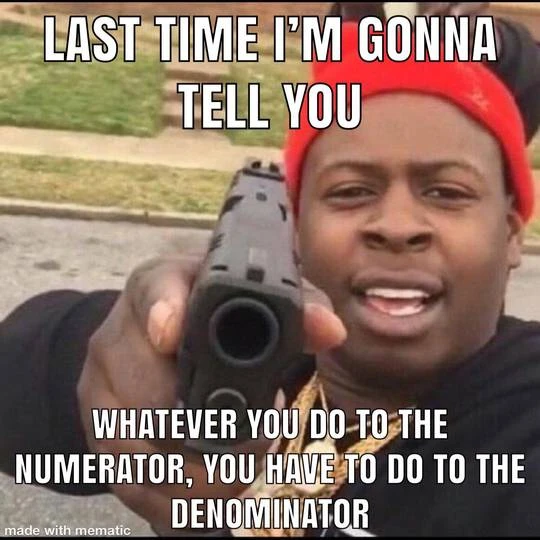 LAST TIME I'M GONNA
TELL YOU
WHATEVER YOU DO TO THE
NUMERATOR, YOU HAVE TO DO TO THE
DENOMINATOR
made with mematic